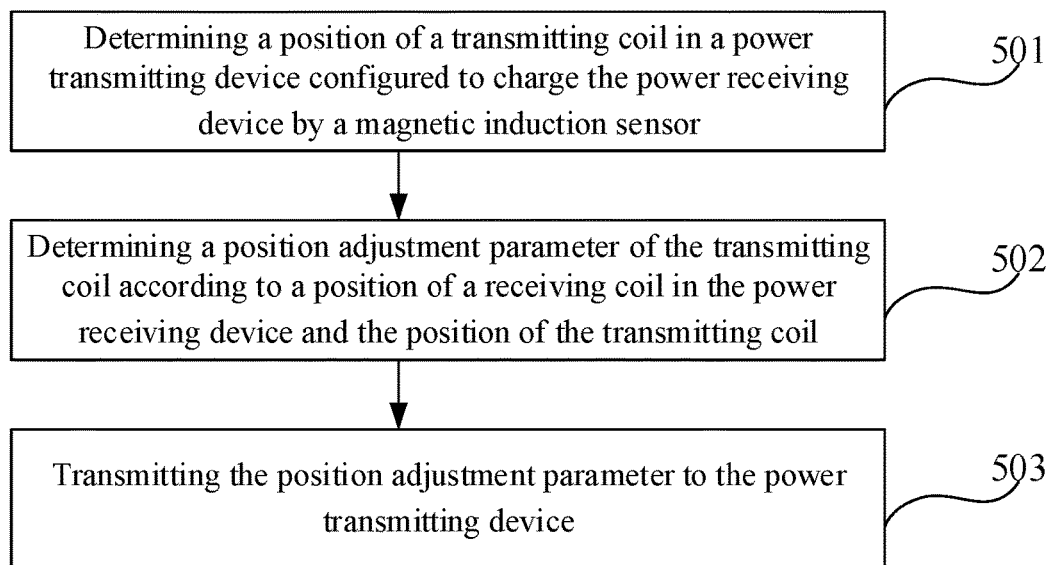 Determining a position of a transmitting coil in a power
transmitting device configured to charge the power receiving
device by a magnetic induction sensor
501
Determining a position adjustment parameter of the transmitting
coil according to a position of a receiving coil in the power
receiving device and the position of the transmitting coil
502
Transmitting the position adjustment parameter to the power
transmitting device
503